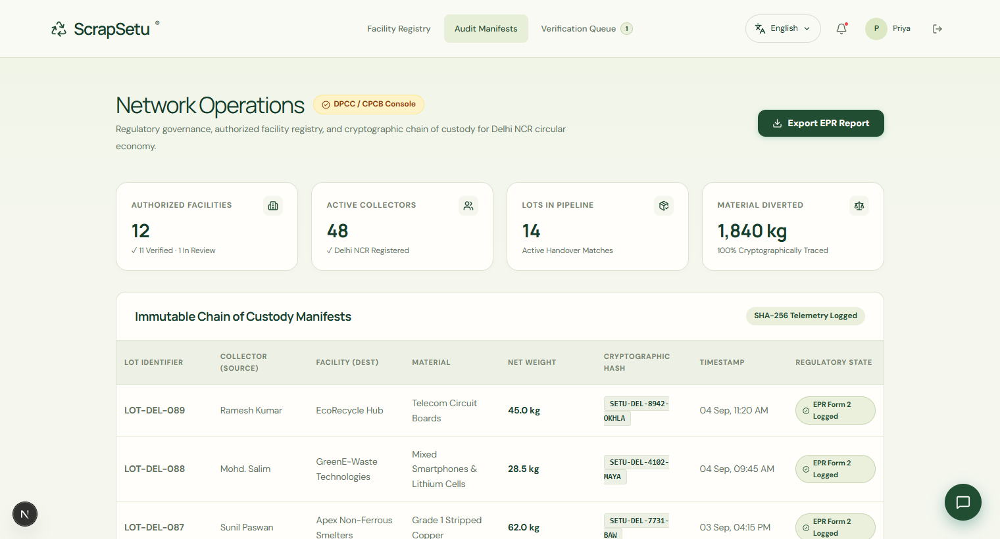 ScrapSetu ®
Facility Registry
Audit Manifests
Verification Queue 1
English
P Priya
Network Operations
DPCC / CPCB Console
Regulatory governance, authorized facility registry, and cryptographic chain of custody for Delhi NCR circular
economy.
Export EPR Report
AUTHORIZED FACILITIES
12
✓ 11 Verified · 1 In Review
ACTIVE COLLECTORS
48
✓ Delhi NCR Registered
LOTS IN PIPELINE
14
Active Handover Matches
MATERIAL DIVERTED
1,840 kg
100% Cryptographically Traced
Immutable Chain of Custody Manifests
SHA-256 Telemetry Logged
LOT IDENTIFIER
COLLECTOR
(SOURCE)
FACILITY (DEST)
MATERIAL
NET WEIGHT
CRYPTOGRAPHIC
HASH
TIMESTAMP
REGULATORY STATE
LOT-DEL-089
Ramesh Kumar
EcoRecycle Hub
Telecom Circuit
Boards
45.0 kg
SETU-DEL-8942-
OKHLA
04 Sep, 11:20 AM
EPR Form 2
Logged
LOT-DEL-088
Mohd. Salim
GreenE-Waste
Technologies
Mixed
Smartphones &
Lithium Cells
28.5 kg
SETU-DEL-4102-
MAYA
04 Sep, 09:45 AM
EPR Form 2
Logged
LOT-DEL-087
Sunil Paswan
Apex Non-Ferrous
Smelters
Grade 1 Stripped
Copper
62.0 kg
SETU-DEL-7731-
BAW
03 Sep, 04:15 PM
EPR Form 2
Logged
N